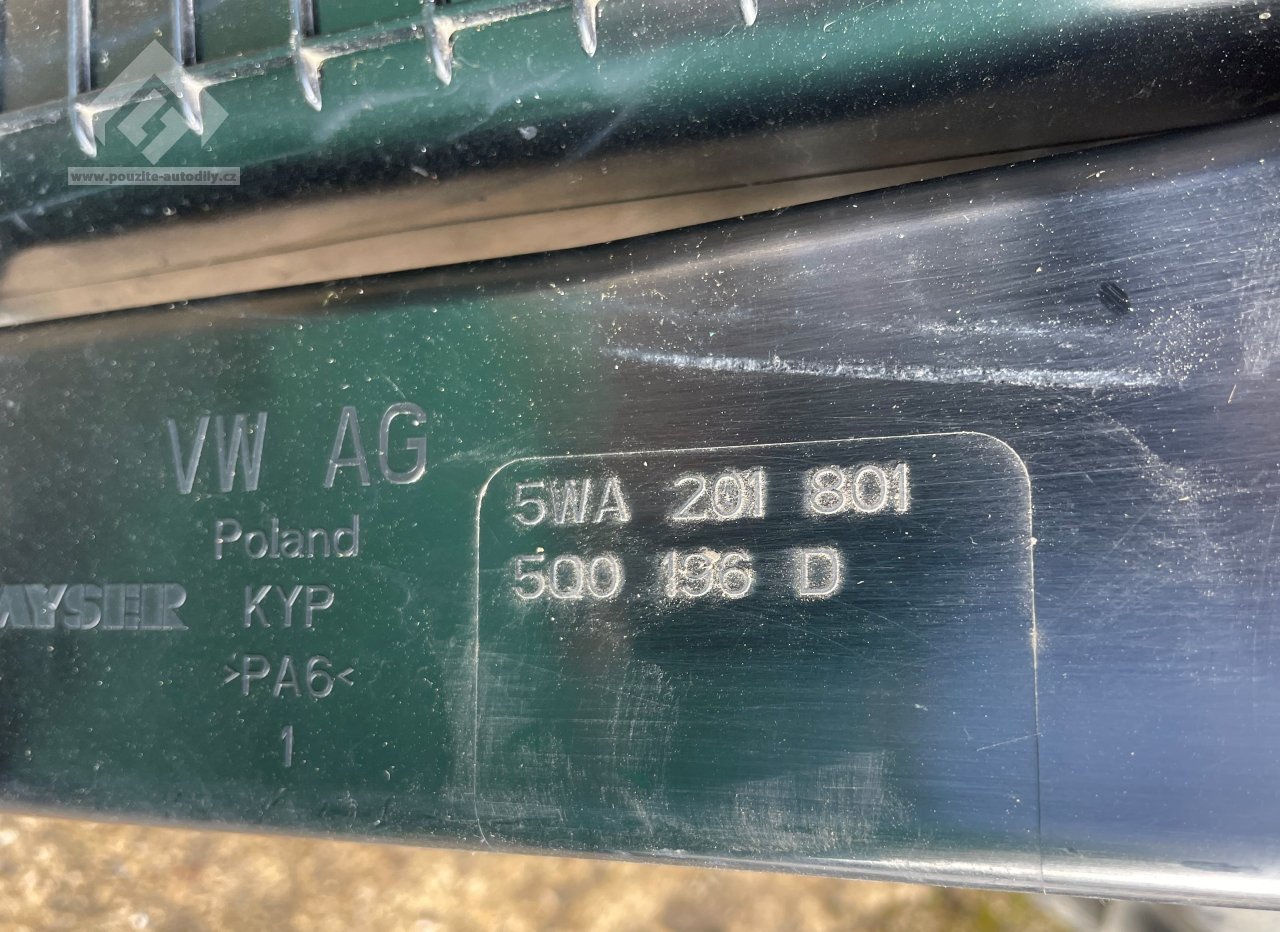 www.pouzite-autodily.cz
VW AG
Poland
KYP
>PA6<
1
5WA 201 801
5Q0 196 D